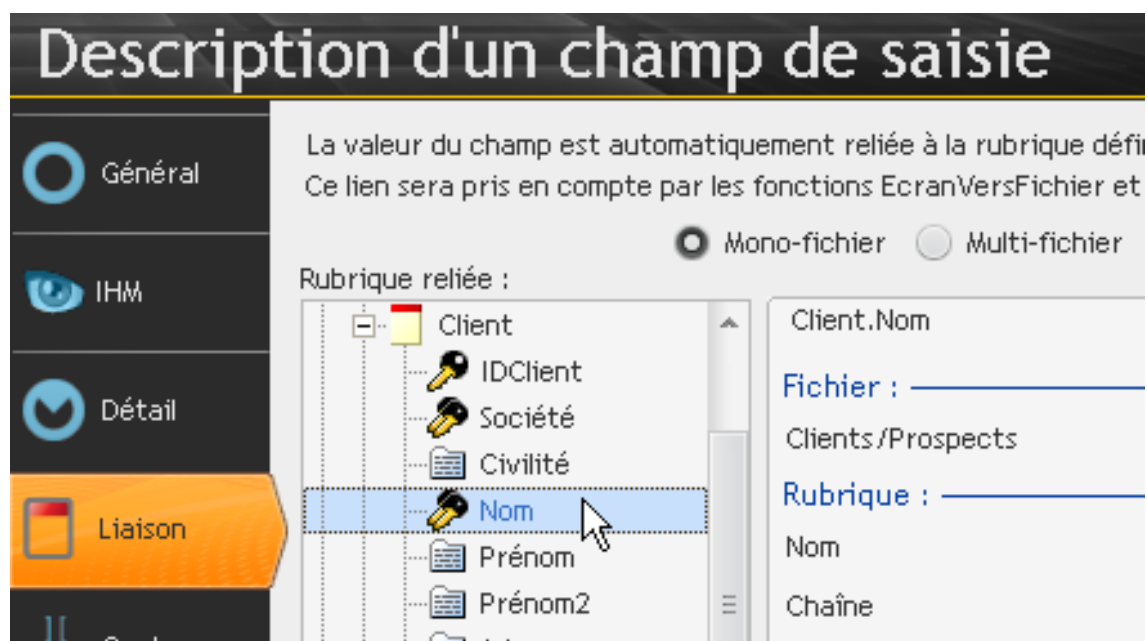 Description d'un champ de saisie
Général
IHM
Détail
Liaison
La valeur du champ est automatiquement reliée à la rubrique
Ce lien sera pris en compte par les fonctions EcranVersFichier et
Mono-fichier Multi-fichier
Rubrique reliée :
Client
IDClient
Société
Civilité
Nom
Prénom
Prénom2
Client.Nom
Fichier :
Clients/Prospects
Rubrique :
Nom
Chaîne